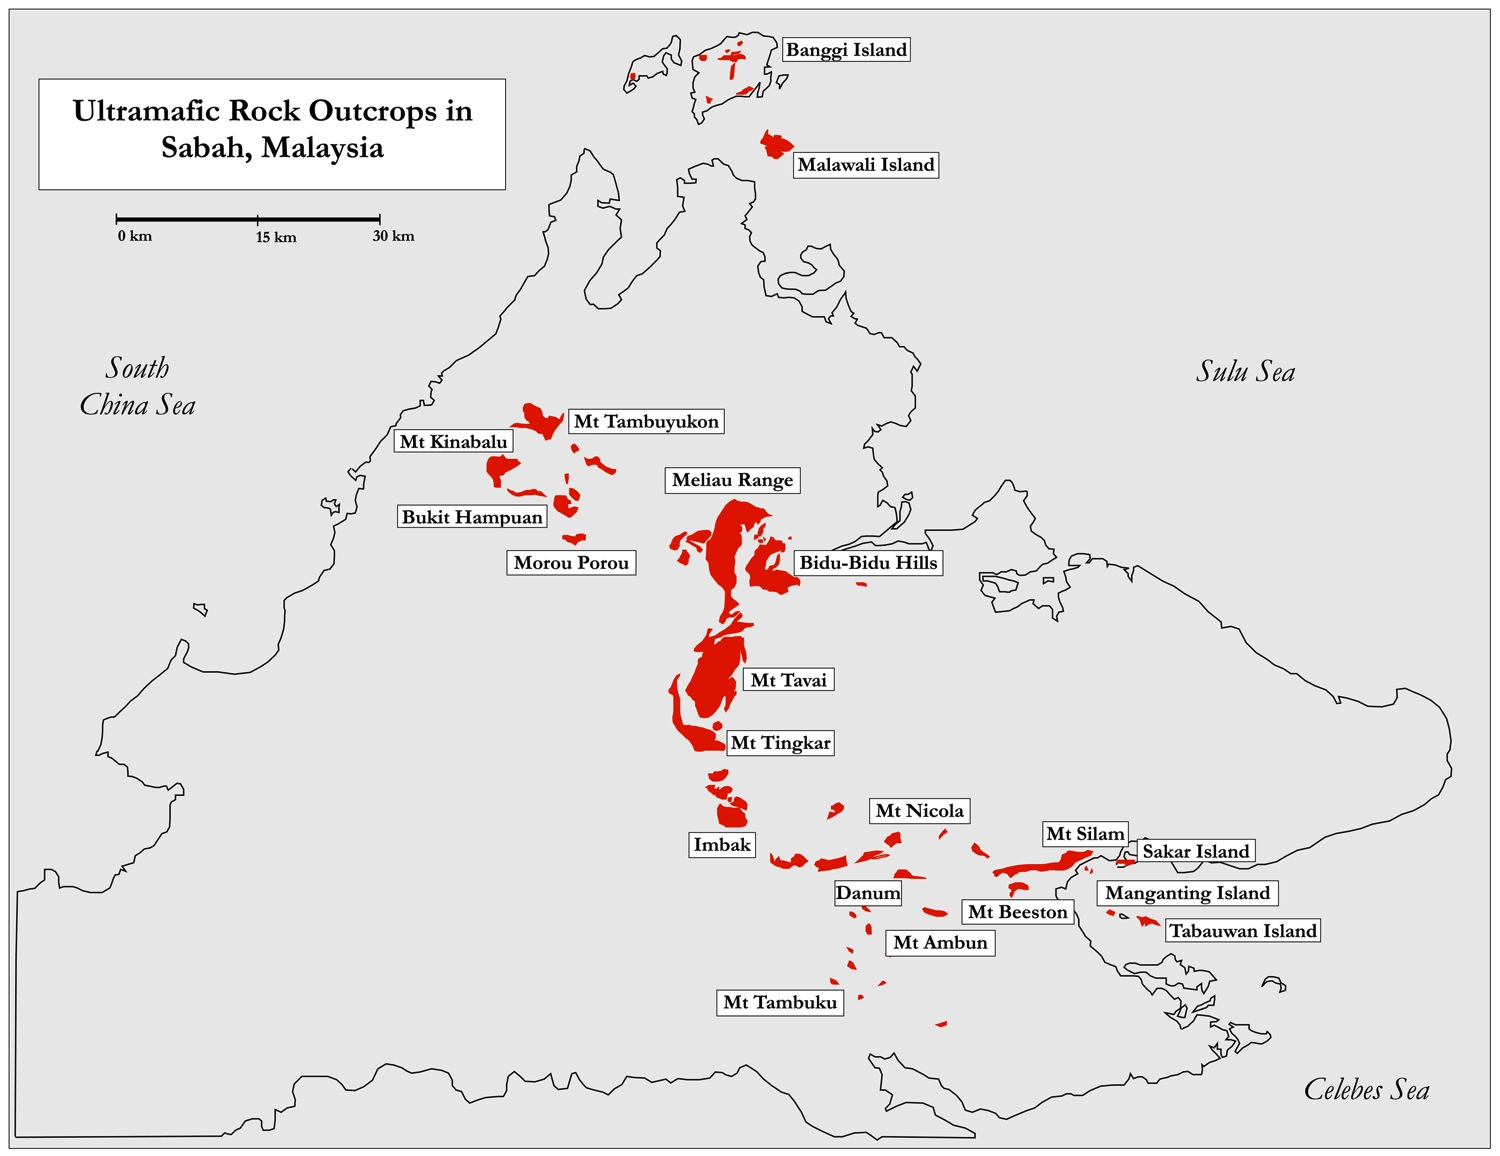 Ultramafic Rock Outcrops in
Sabah, Malaysia
0 km
15 km
30 km
Banggi Island
Malawali Island
South
China Sea
Sulu Sea
Mt Tambuyukon
Mt Kinabalu
Meliau Range
Bukit Hampuan
Morou Porou
Bidu-Bidu Hills
Mt Tavai
Mt Tingkar
Mt Nicola
Mt Silam
Imbak
Sakar Island
Danum
Manganting Island
Mt Beeston
Tabauwan Island
Mt Ambun
Mt Tambuku
Celebes Sea